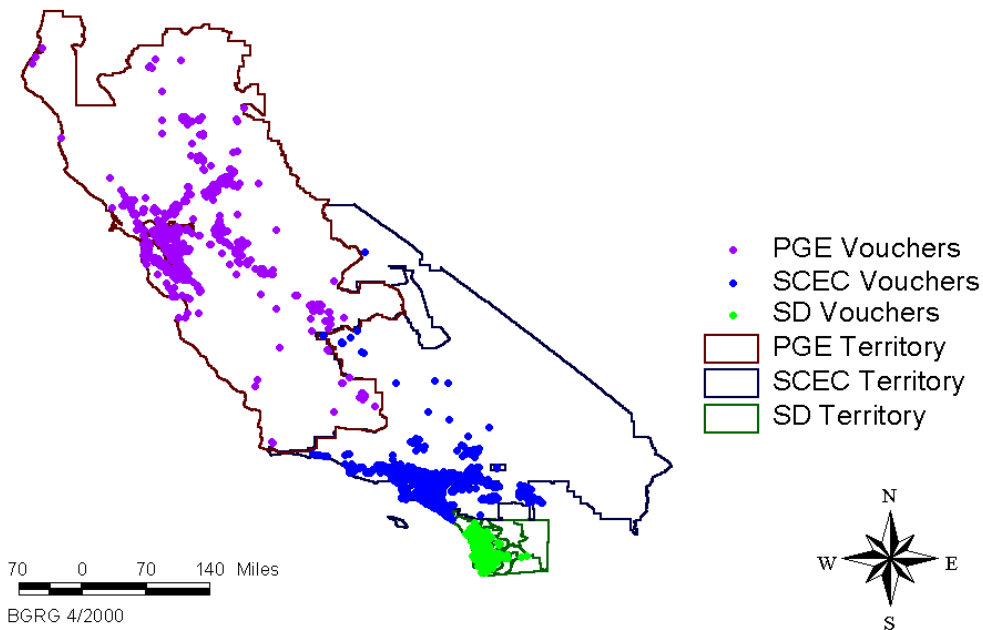 PGE Vouchers
SCEC Vouchers
SD Vouchers
PGE Territory
SCEC Territory
SD Territory
N
W E
S
70 0 70 140 Miles
BGRG 4/2000